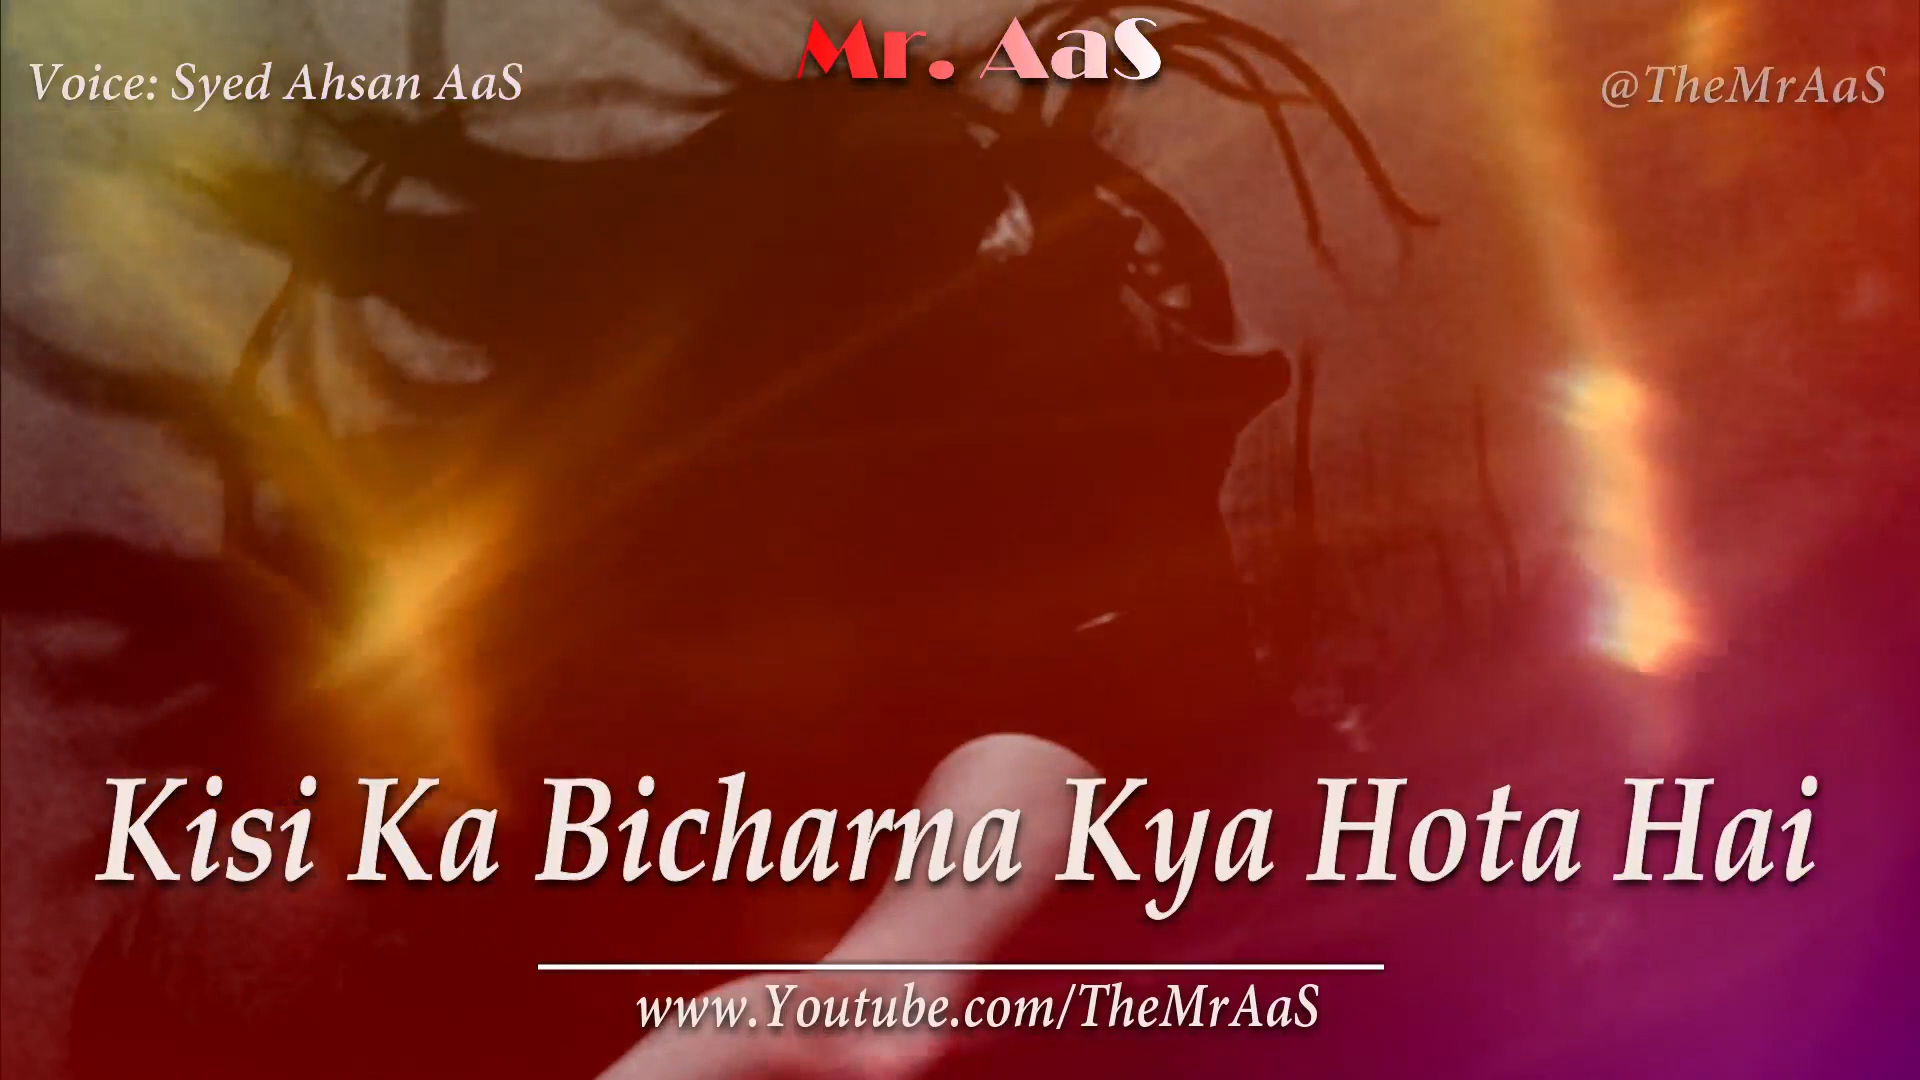 Mr. AaS
Voice: Syed Ahsan AaS
@TheMrAaS
Kisi Ka Bicharna Kya Hota Hai
www.Youtube.com/TheMrAaS